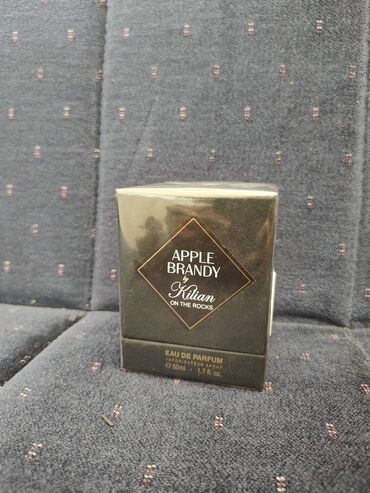 APPLE
BRANDY
by
Kilian
ON THE ROCKS
EAU DE PARFUM
VAPORISATEUR SPRAY
℮ 50ml • 1.7 fl. oz.